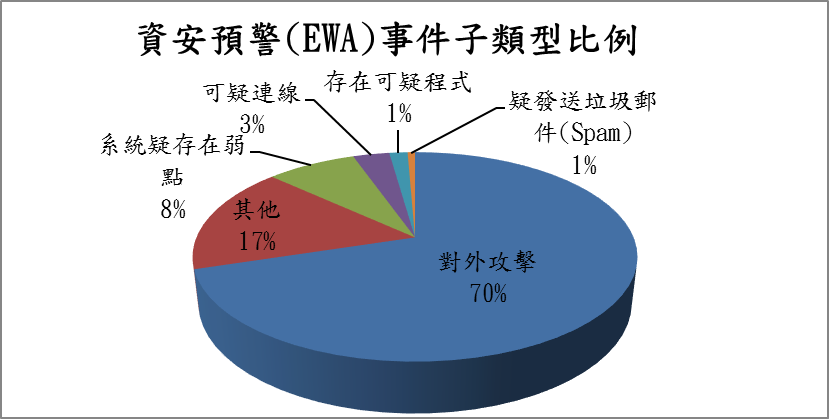 資安預警(EWA)事件子類型比例
存在可疑程式
1%
疑發送垃圾郵
件(Spam)
1%
可疑連線
3%
系統疑存在弱
點
8%
其他
17%
對外攻擊
70%